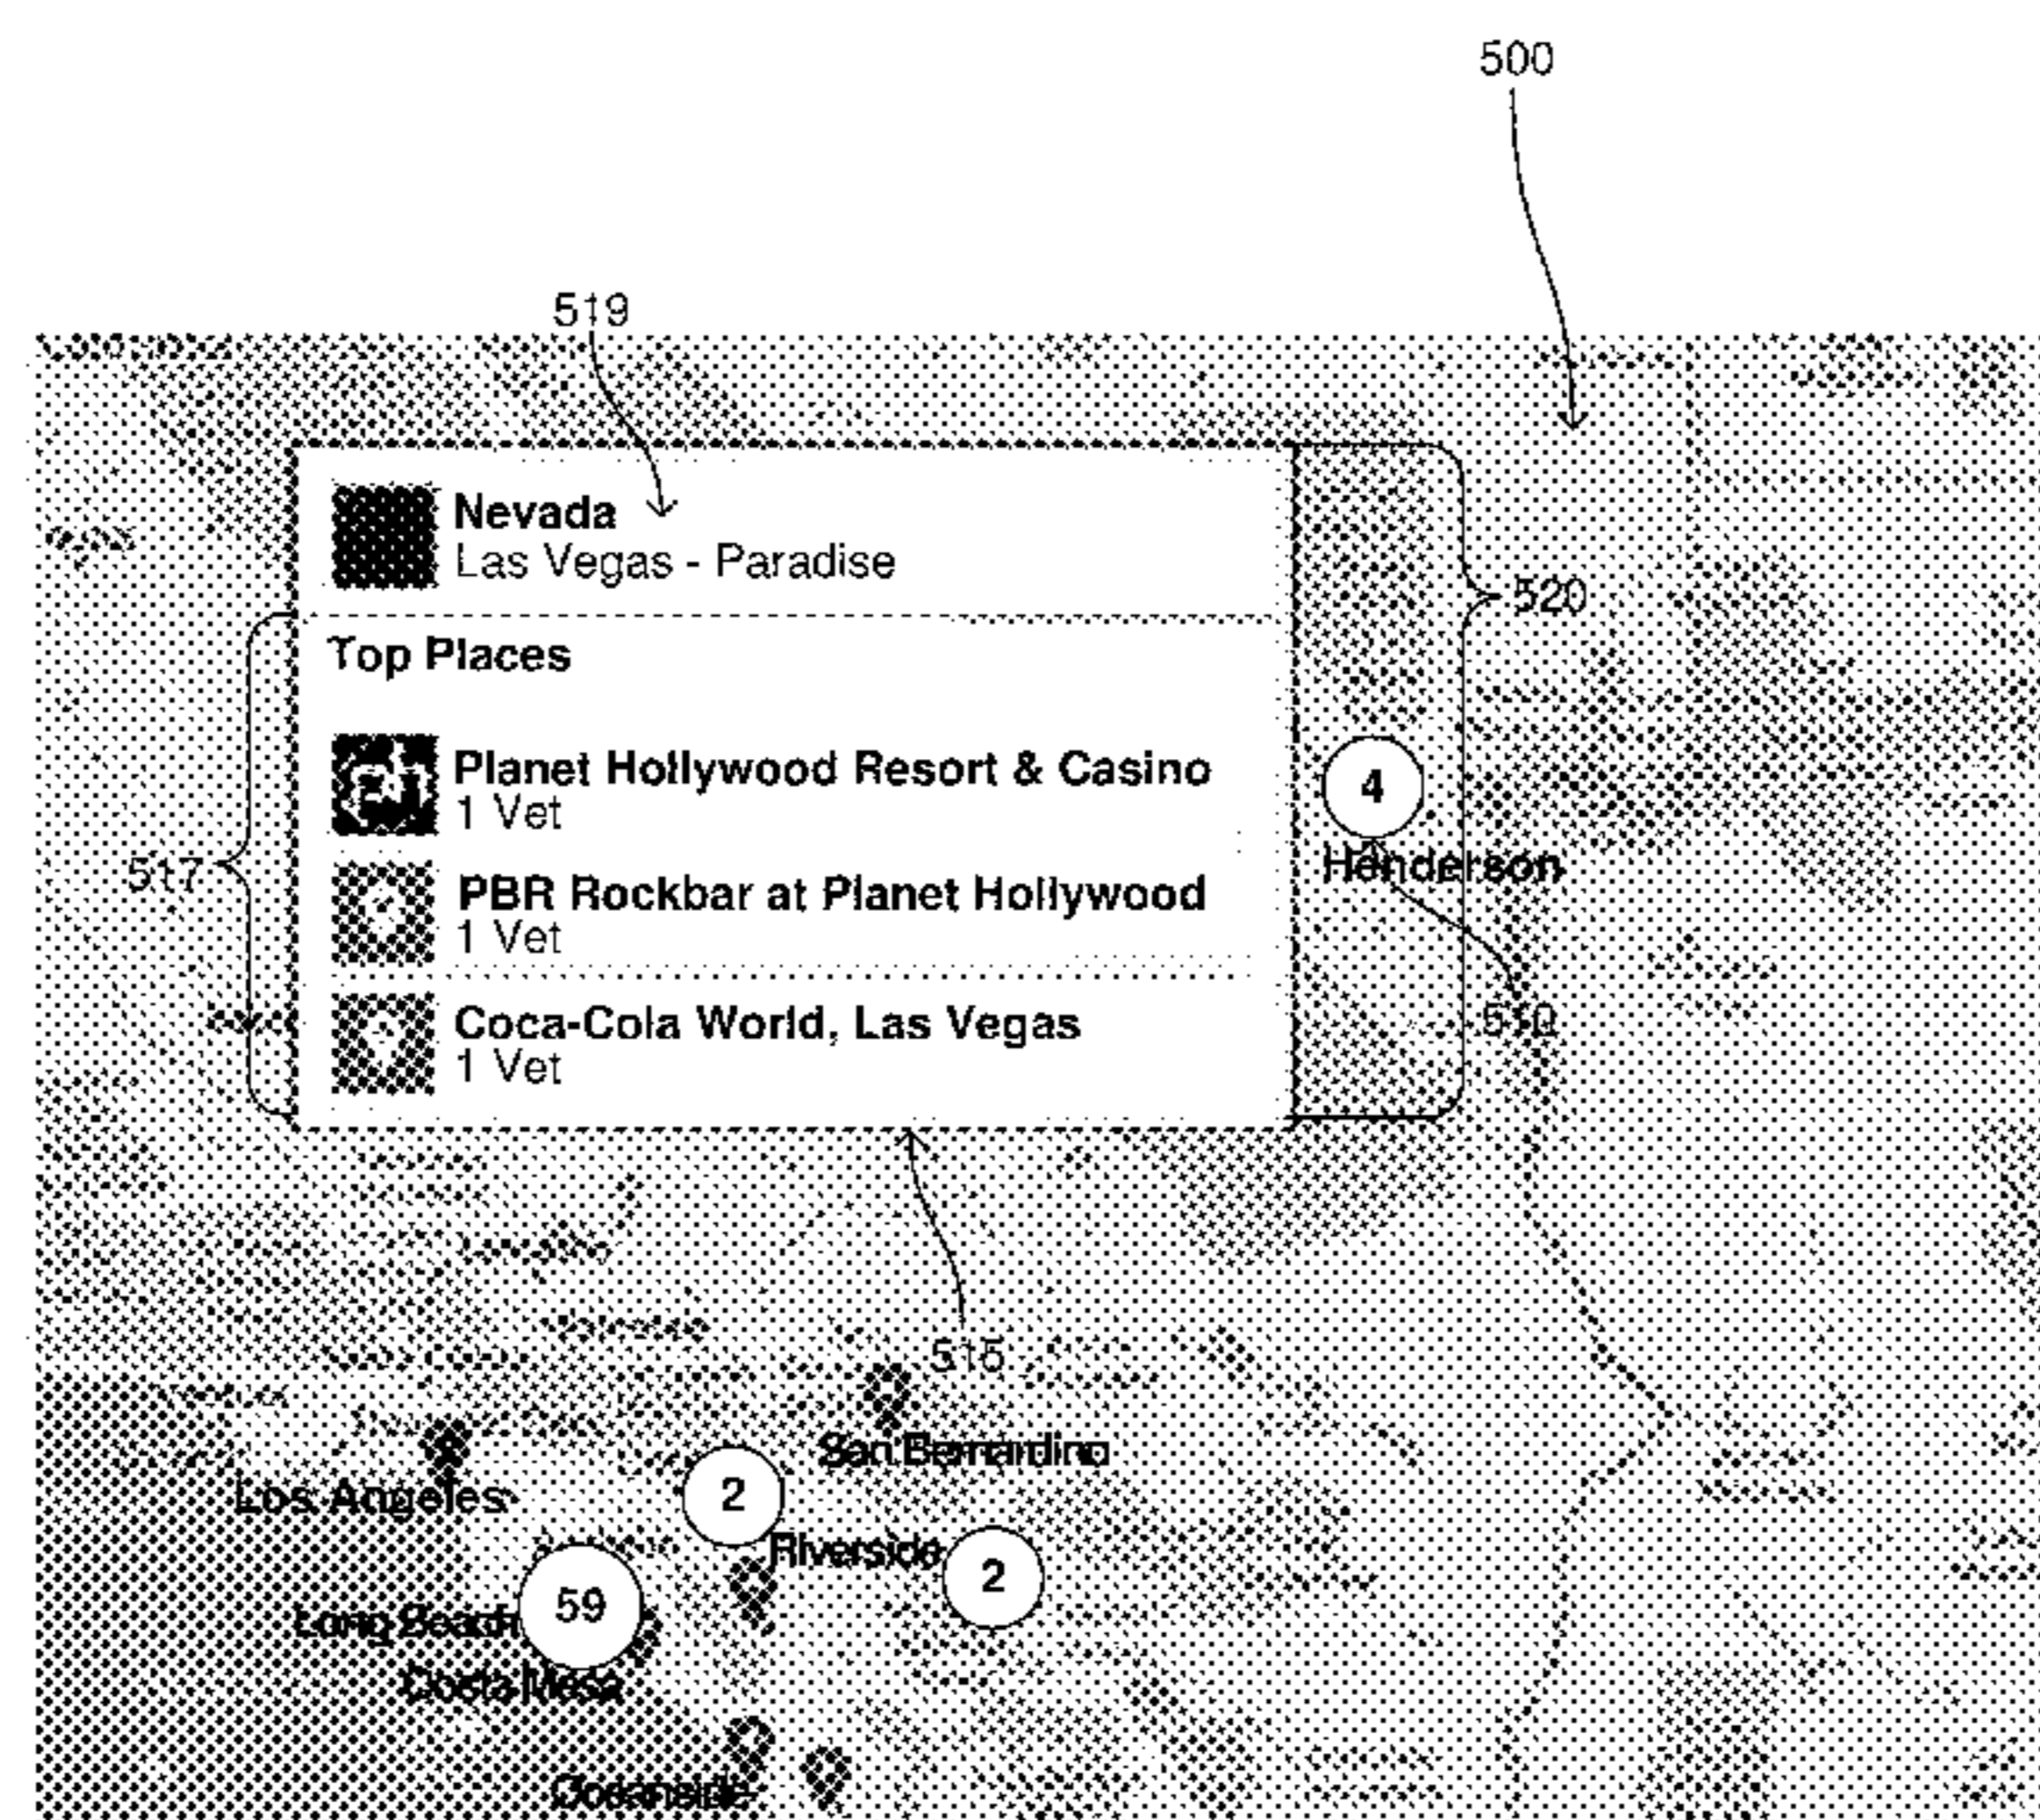 500
519
Nevada
Las Vegas - Paradise
520
Top Places
Planet Hollywood Resort & Casino
1 Vet
4
Henderson
517
PBR Rockbar at Planet Hollywood
1 Vet
510
Coca-Cola World, Las Vegas
1 Vet
515
San Bernardino
Los Angeles
2
Riverside
2
59
Long Beach
Costa Mesa
Oceanside